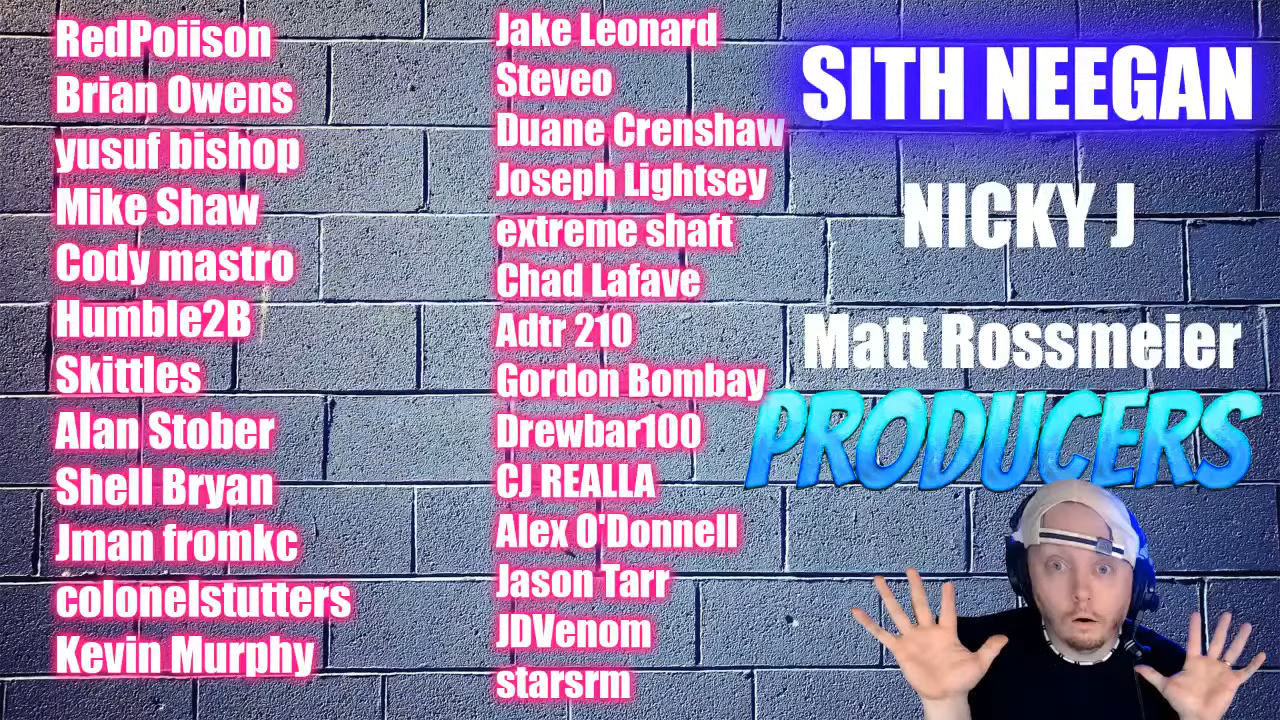 RedPoiison
Brian Owens
yusuf bishop
Mike Shaw
Cody mastro
Humble2B
Skittles
Alan Stober
Shell Bryan
Jman fromkc
colonelstutters
Kevin Murphy
Jake Leonard
Steveo
Duane Crenshaw
Joseph Lightsey
extreme shaft
Chad Lafave
Adtr 210
Gordon Bombay
Drewbar100
CJ REALLA
Alex O'Donnell
Jason Tarr
JDVenom
starsrm
SITH NEEGAN
NICKY J
Matt Rossmeier
PRODUCERS